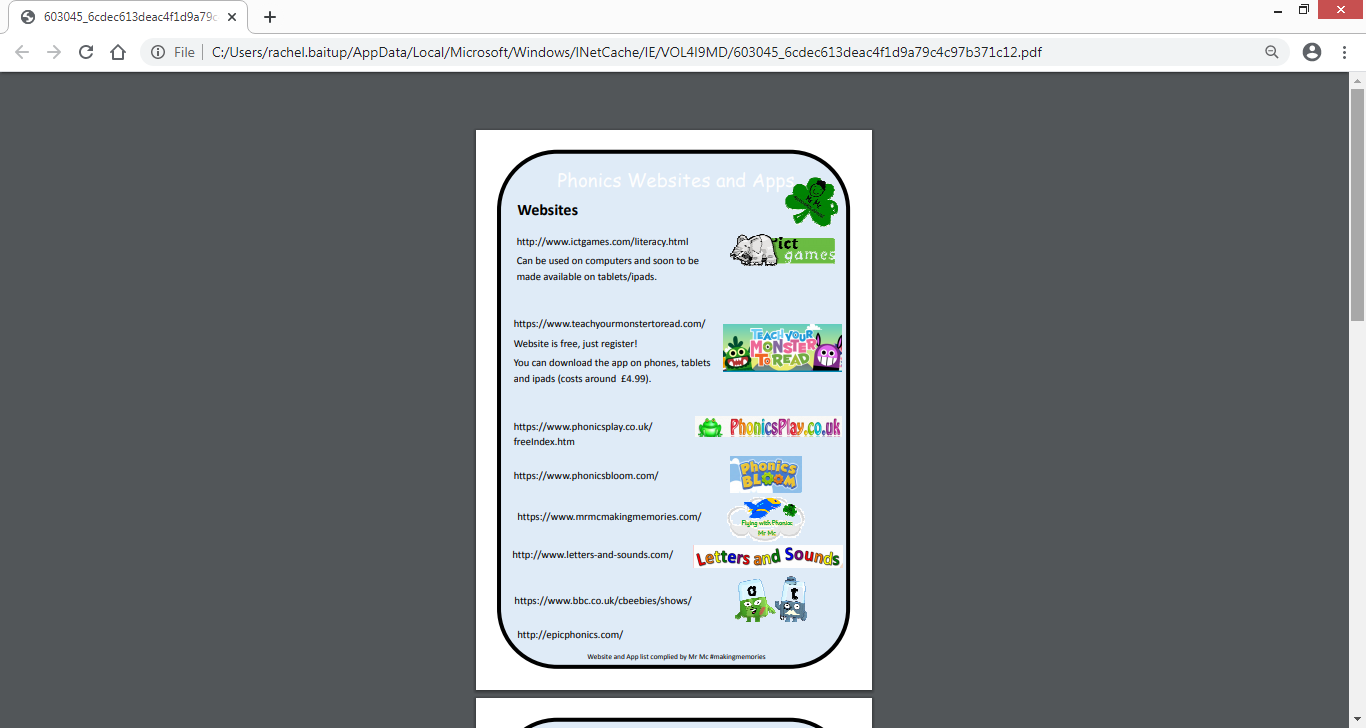 603045_6cdec613deac4f1d9a79c
File
C:/Users/rachel.baitup/AppData/Local/Microsoft/Windows/INetCache/IE/VOL4I9MD/603045_6cdec613deac4f1d9a79c4c97b371c12.pdf
Phonics Websites and Apps
Websites
Mr Mc
http://www.ictgames.com/literacy.html
ict
games
Can be used on computers and soon to be
made available on tablets/ipads.
https://www.teachyourmonstertoread.com/
Website is free, just register!
You can download the app on phones, tablets
and ipads (costs around £4.99).
TEACH YOUR
MONSTER
TO READ
https://www.phonicsplay.co.uk/
freeIndex.htm
PhonicsPlay.co.uk
https://www.phonicsbloom.com/
Phonics
BLOOM
https://www.mrmcmakingmemories.com/
Flying with Phonics
Mr Mc
http://www.letters-and-sounds.com/
Letters and Sounds
https://www.bbc.co.uk/cbeebies/shows/
a t
http://epicphonics.com/
Website and App list complied by Mr Mc #makingmemories